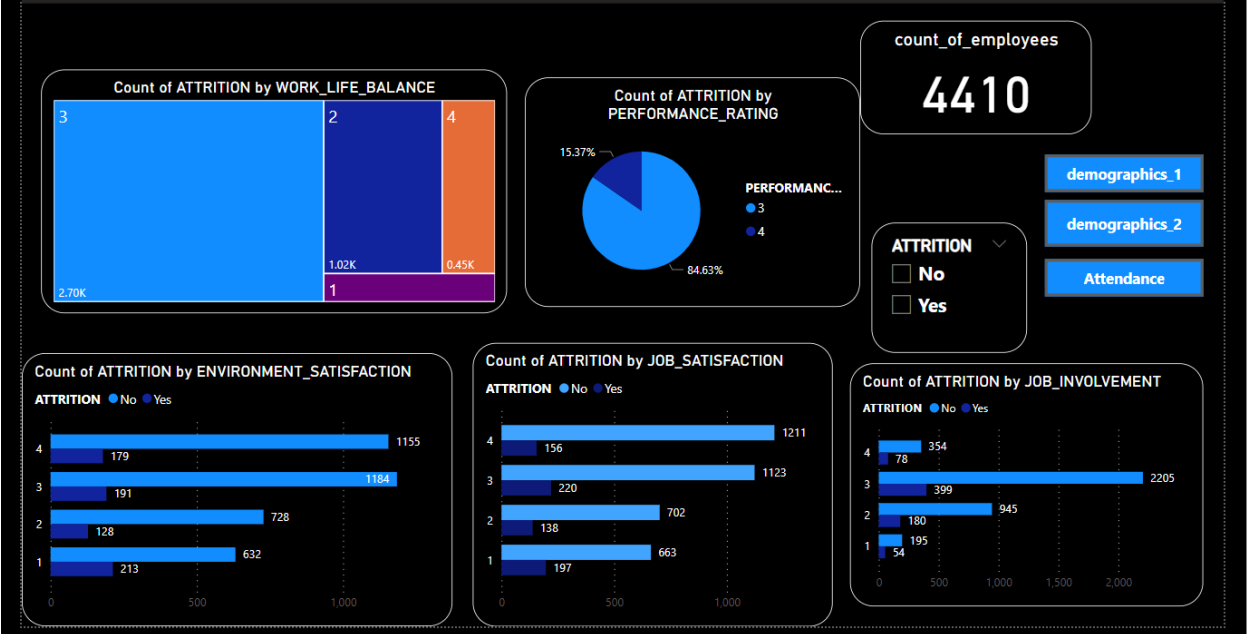 count_of_employees
4410
Count of ATTRITION by WORK_LIFE_BALANCE
3
2
4
1.02K
0.45K
1
2.70K
Count of ATTRITION by
PERFORMANCE_RATING
15.37%
84.63%
PERFORMANC...
3
4
demographics_1
demographics_2
Attendance
ATTRITION
No
Yes
Count of ATTRITION by ENVIRONMENT_SATISFACTION
ATTRITION No Yes
4 1155
179
3 1184
191
2 728
128
1 632
213
0 500 1,000
Count of ATTRITION by JOB_SATISFACTION
ATTRITION No Yes
4 1211
156
3 1123
220
2 702
138
1 663
197
0 500 1,000
Count of ATTRITION by JOB_INVOLVEMENT
ATTRITION No Yes
4 354
78
3 2205
399
2 945
180
1 195
54
0 500 1,000 1,500 2,000